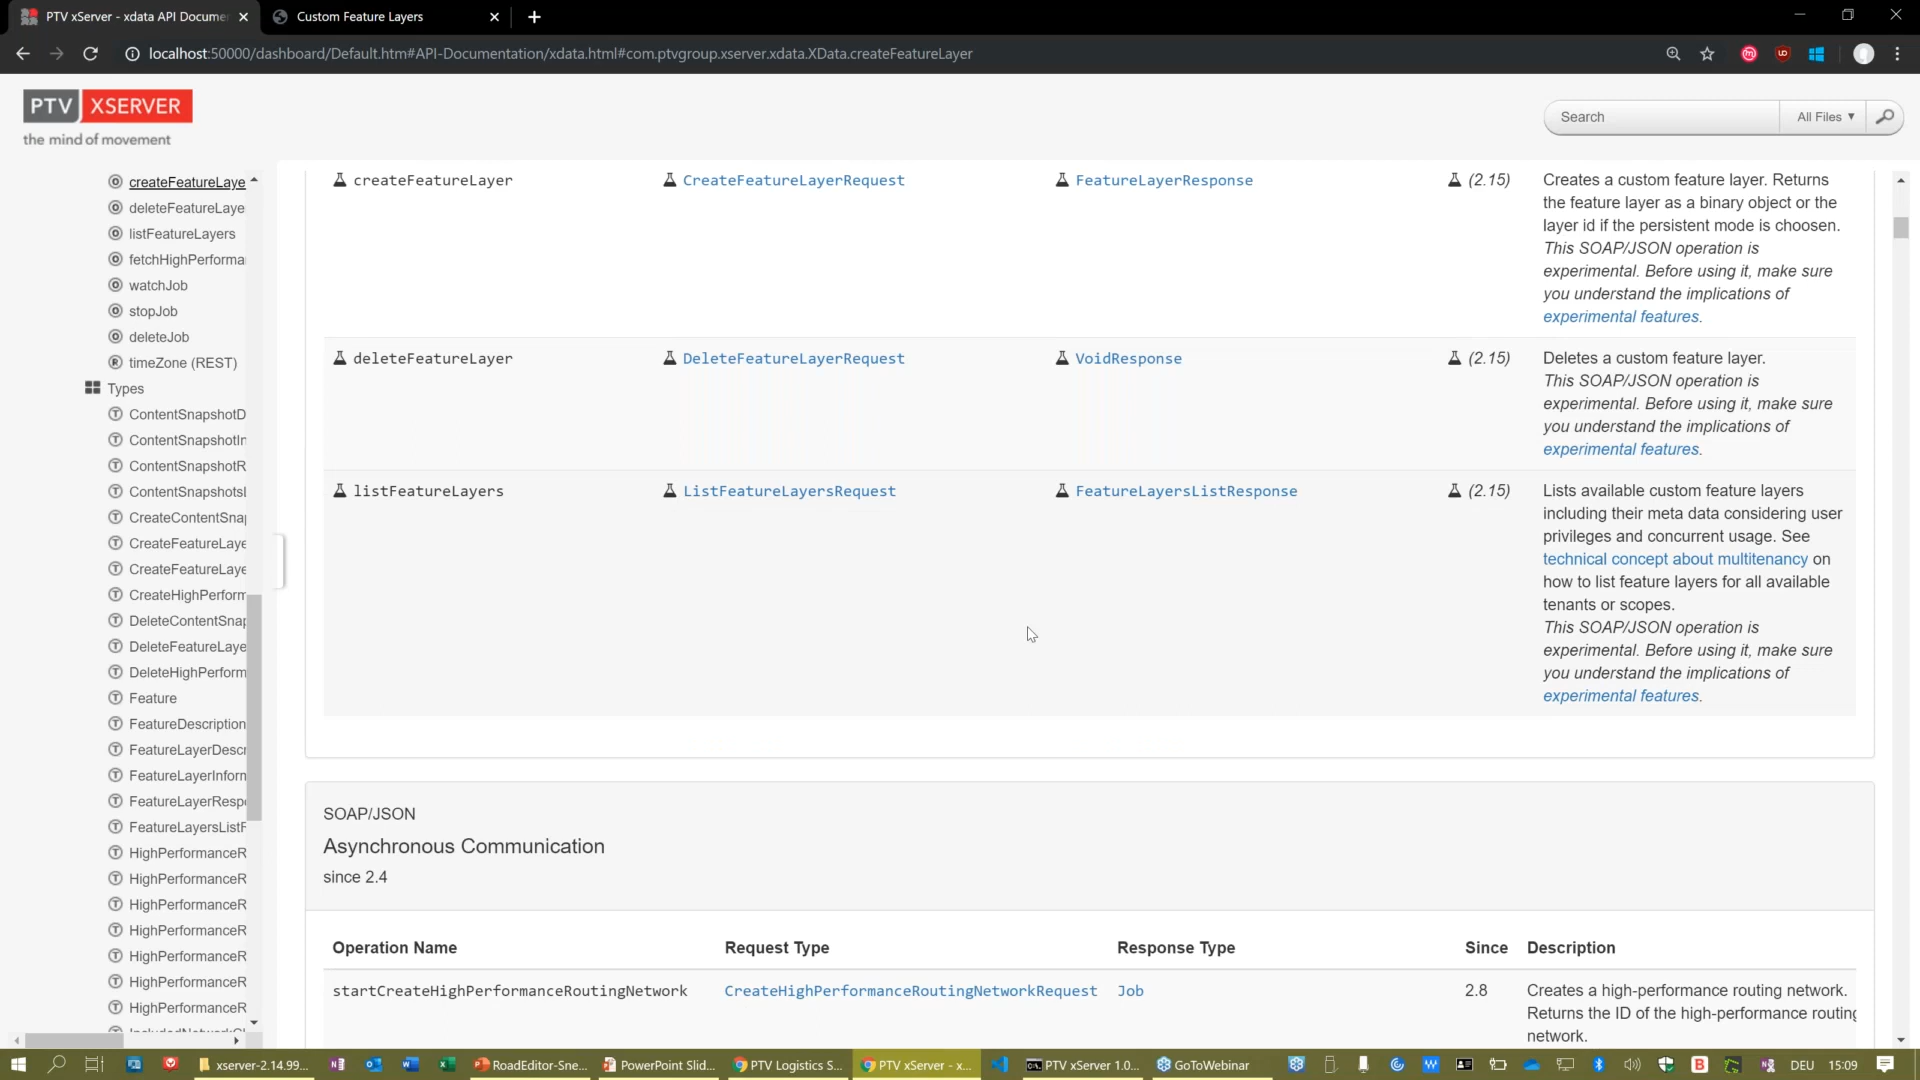 PTV xServer - xdata API Docume
Custom Feature Layers
localhost:50000/dashboard/Default.htm#API-Documentation/xdata.html#com.ptvgroup.xserver.xdata.XData.createFeatureLayer
PTV XSERVER
the mind of movement
Search
All Files ▼
createFeatureLaye
deleteFeatureLaye
listFeatureLayers
fetchHighPerforma
watchJob
stopJob
deleteJob
timeZone (REST)
Types
ContentSnapshotD
ContentSnapshotIn
ContentSnapshotR
ContentSnapshotsL
CreateContentSnap
CreateFeatureLaye
CreateFeatureLaye
CreateHighPerform
DeleteContentSnap
DeleteFeatureLaye
DeleteHighPerform
Feature
FeatureDescription
FeatureLayerDescr
FeatureLayerInform
FeatureLayerRespo
FeatureLayersListR
HighPerformanceR
HighPerformanceR
HighPerformanceR
HighPerformanceR
HighPerformanceR
HighPerformanceR
HighPerformanceR
createFeatureLayer CreateFeatureLayerRequest FeatureLayerResponse (2.15) Creates a custom feature layer. Returns
the feature layer as a binary object or the
layer id if the persistent mode is choosen.
This SOAP/JSON operation is
experimental. Before using it, make sure
you understand the implications of
experimental features.
deleteFeatureLayer DeleteFeatureLayerRequest VoidResponse (2.15) Deletes a custom feature layer.
This SOAP/JSON operation is
experimental. Before using it, make sure
you understand the implications of
experimental features.
listFeatureLayers ListFeatureLayersRequest FeatureLayersListResponse (2.15) Lists available custom feature layers
including their meta data considering user
privileges and concurrent usage. See
technical concept about multitenancy on
how to list feature layers for all available
tenants or scopes.
This SOAP/JSON operation is
experimental. Before using it, make sure
you understand the implications of
experimental features.
SOAP/JSON
Asynchronous Communication
since 2.4
Operation Name Request Type Response Type Since Description
startCreateHighPerformanceRoutingNetwork CreateHighPerformanceRoutingNetworkRequest Job 2.8 Creates a high-performance routing network.
Returns the ID of the high-performance routing
network.
xserver-2.14.99...
RoadEditor-Sne...
PowerPoint Slid...
PTV Logistics S...
PTV xServer - x...
PTV xServer 1.0...
GoToWebinar
DEU 15:09